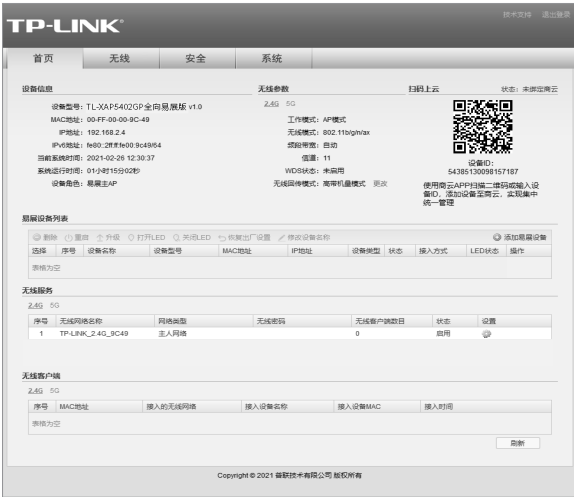 TP-LINK®
技术支持 退出登录
首页 无线 安全 系统
设备信息
设备型号: TL-XAP5402GP全向易展版 v1.0
MAC地址: 00-FF-00-00-9C-49
IP地址: 192.168.2.4
IPv6地址: fe80::2ff:ff:fe00:9c49/64
当前系统时间: 2021-02-26 12:30:37
系统运行时间: 01小时15分02秒
设备角色: 易展主AP
无线参数
2.4G 5G
工作模式: AP模式
无线模式: 802.11b/g/n/ax
频段带宽: 自动
信道: 11
WDS状态: 未启用
无线回传模式: 高带机量模式 更改
扫码上云 状态: 未绑定商云
设备ID:
54385130098157187
使用商云APP扫描二维码或输入设
备ID，添加设备至商云，实现集中
统一管理
易展设备列表
删除 重启 升级 打开LED 关闭LED 恢复出厂设置 修改设备名称 添加易展设备
选择 序号 设备名称 设备型号 MAC地址 IP地址 设备类型 状态 接入方式 LED状态 操作
表格为空
无线服务
2.4G 5G
序号 无线网络名称 网络类型 无线密码 无线客户端数目 状态 设置
1 TP-LINK_2.4G_9C49 主人网络 0 启用
无线客户端
2.4G 5G
序号 MAC地址 接入的无线网络 接入设备名称 接入设备MAC 接入时间
表格为空
刷新
Copyright © 2021 普联技术有限公司 版权所有